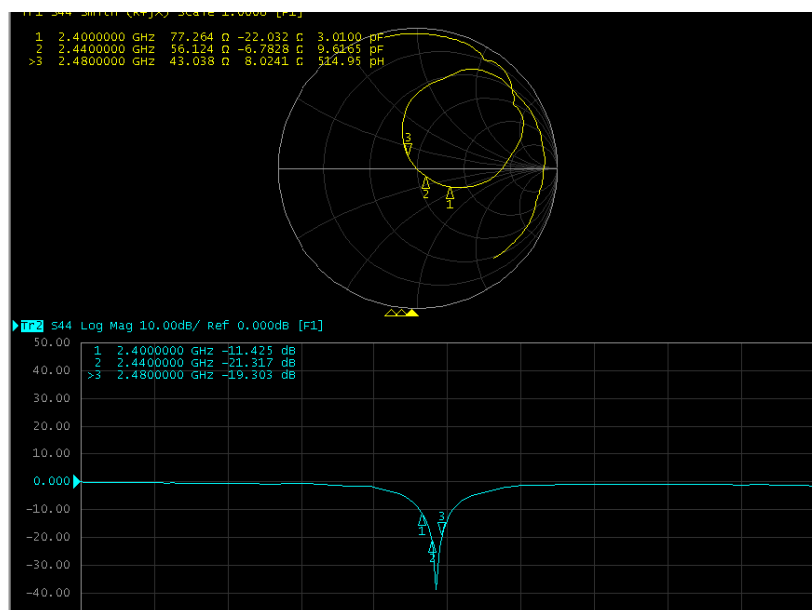 Tr1 S44 Smith (R+jX) Scale 1.000U [F1]
1 2.4000000 GHz 77.264 Ω -22.032 Ω 3.0100 pF
2 2.4400000 GHz 56.124 Ω -6.7828 Ω 9.6165 pF
>3 2.4800000 GHz 43.038 Ω 8.0241 Ω 514.95 pH
3
2
1
Tr2 S44 Log Mag 10.00dB/ Ref 0.000dB [F1]
50.00
1 2.4000000 GHz -11.425 dB
2 2.4400000 GHz -21.317 dB
>3 2.4800000 GHz -19.303 dB
40.00
30.00
20.00
10.00
0.000
-10.00
1
3
-20.00
2
-30.00
-40.00